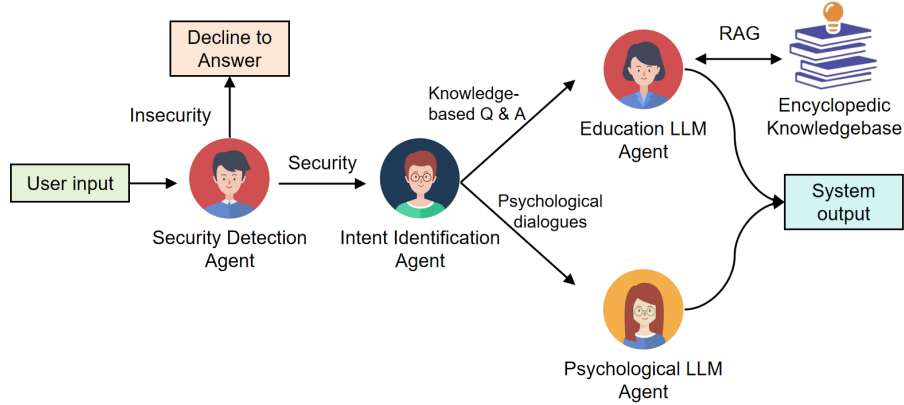 Decline to
Answer
Insecurity
User input
Security
Security Detection
Agent
Intent Identification
Agent
Knowledge-
based Q & A
Psychological
dialogues
Education LLM
Agent
RAG
Encyclopedic
Knowledgebase
Psychological LLM
Agent
System
output